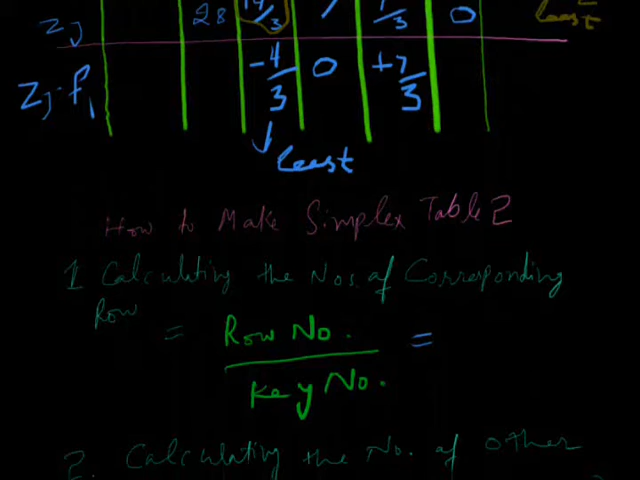 Zj 28 14/3 7 7/3 0 least
Zj-Pj -4/3 0 +7/3
least
How to Make Simplex Table 2
1 Calculating the Nos. of Corresponding
Row
= Row No. / Key No. =
2. Calculating the No. of other